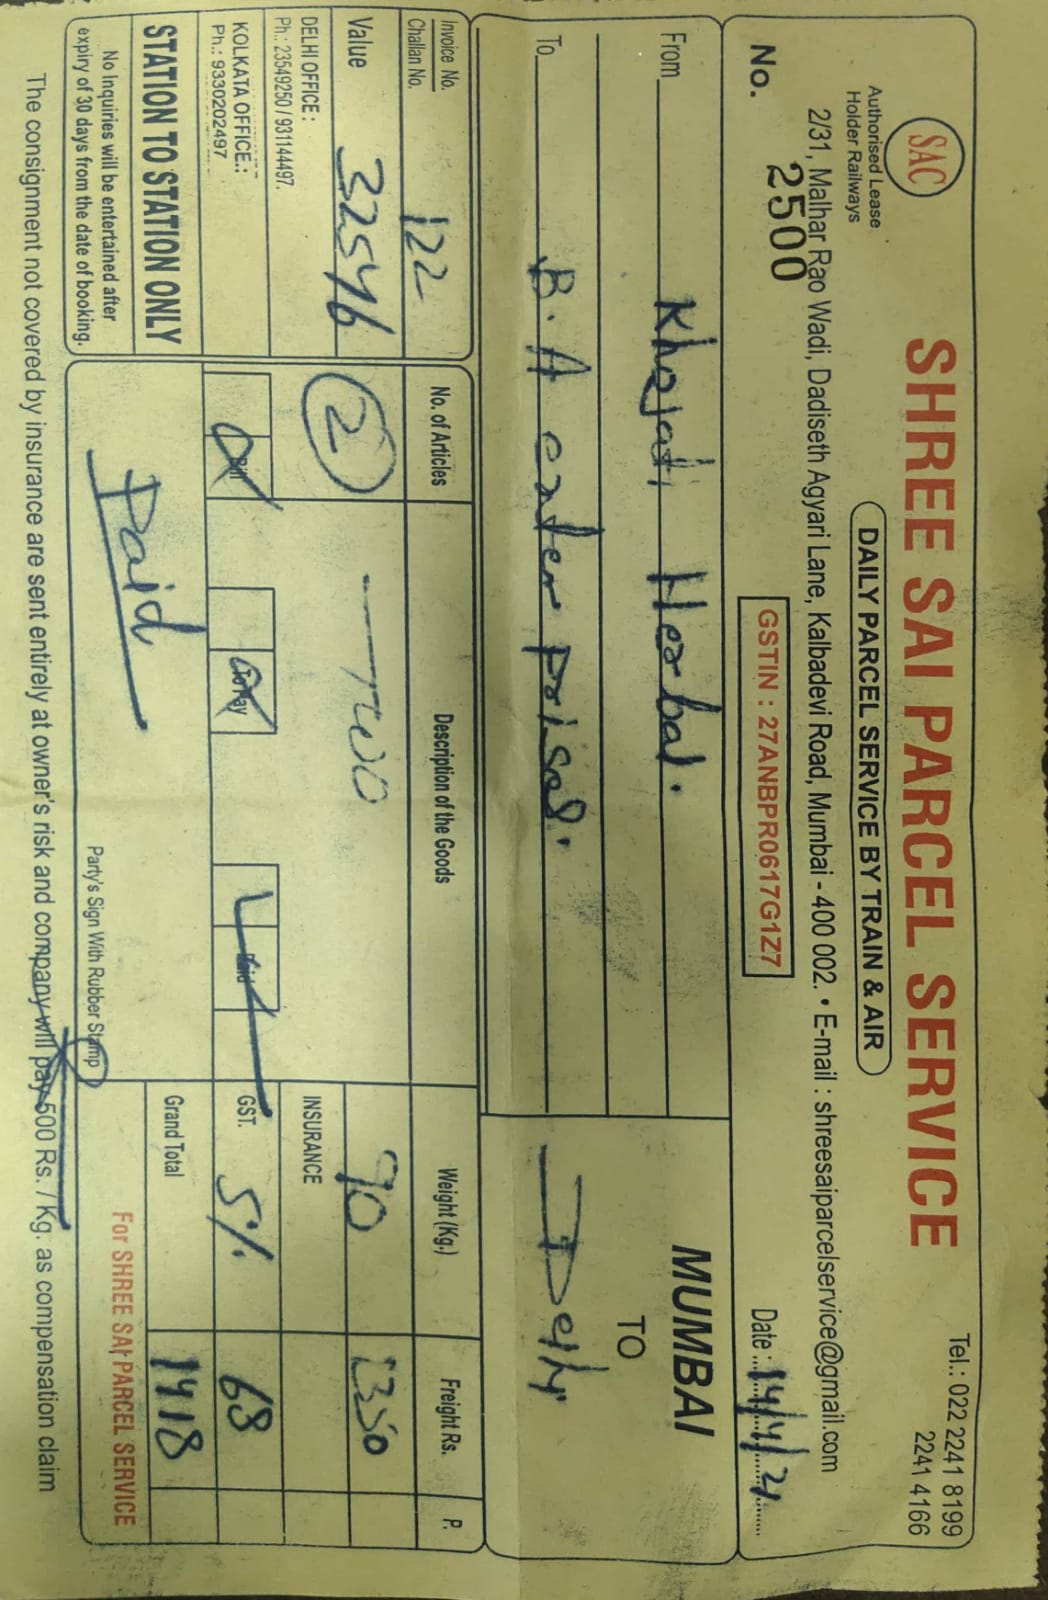 SAC
Authorised Lease
Holder Railways
SHREE SAI PARCEL SERVICE
Tel.: 022 2241 8199
2241 4166
DAILY PARCEL SERVICE BY TRAIN & AIR
2/31, Malhar Rao Wadi, Dadiseth Agyari Lane, Kalbadevi Road, Mumbai - 400 002. • E-mail : shreesaiparcelservice@gmail.com
No. 2500
GSTIN : 27ANBPR0617G1Z7
Date : 14/4/21
From Khojati Herbal.
MUMBAI
TO
Delhi
To B.A enterprises.
Invoice No.
Challan No.
122
Value 32546
DELHI OFFICE :
Ph.: 23549250 / 931144497.
KOLKATA OFFICE.:
Ph.: 9330202497
STATION TO STATION ONLY
No Inquiries will be entertained after
expiry of 30 days from the date of booking.
No. of Articles Description of the Goods Weight (Kg.) Freight Rs. P.
2 TWO 90 1350
INSURANCE
GST. 5% 68
Grand Total 1418
Paid
Party's Sign With Rubber Stamp
For SHREE SAI PARCEL SERVICE
The consignment not covered by insurance are sent entirely at owner's risk and company will pay 500 Rs. / Kg. as compensation claim